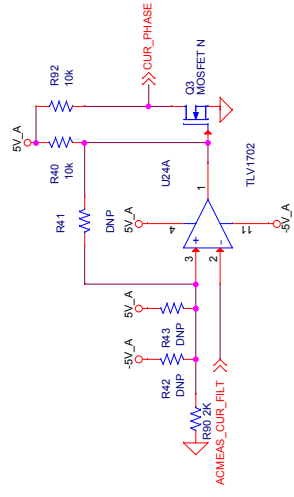 5V_A
R92
10k
CUR_PHASE
R40
10k
Q3
MOSFET N
R41
DNP
U24A
TLV1702
5V_A
4
3
+
2
-
1
11
-5V_A
5V_A
R43
DNP
-5V_A
R42
DNP
R90 2K
ACMEAS_CUR_FILT